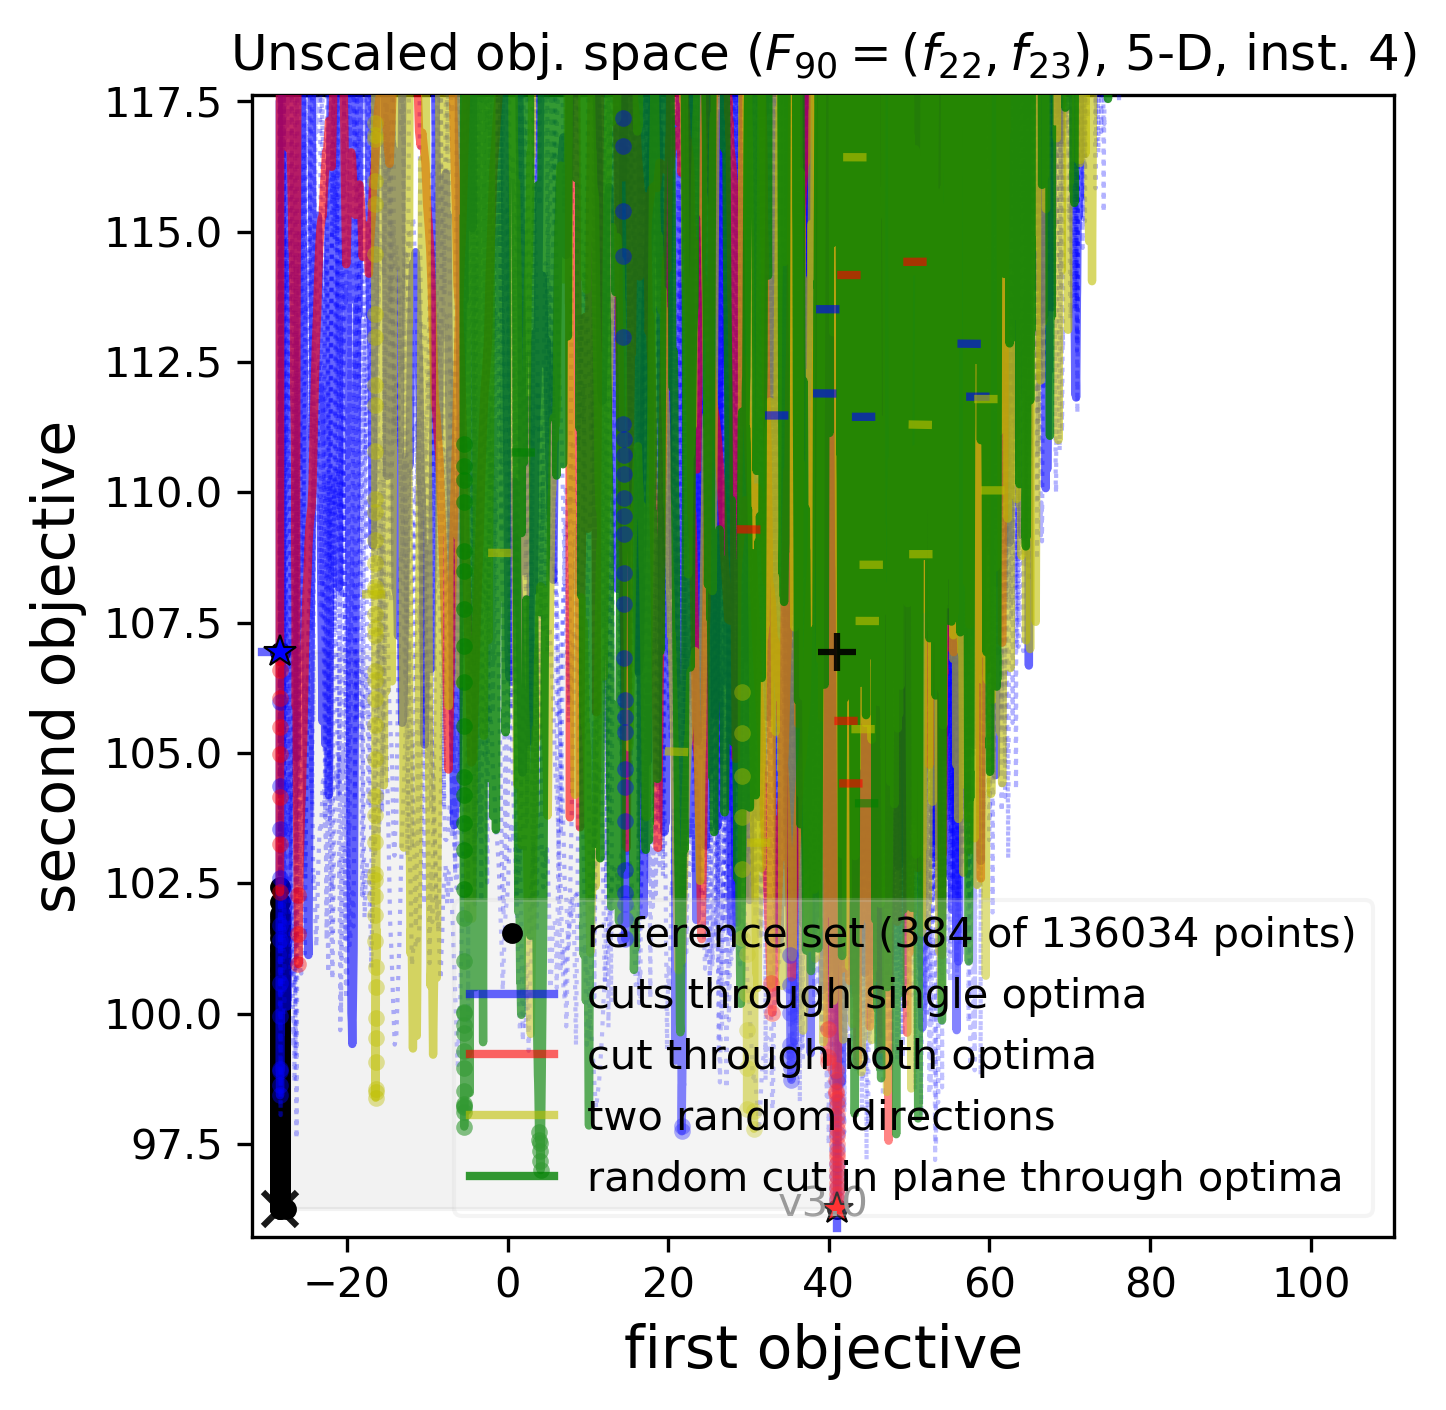 Unscaled obj. space (F₉₀ = (f₂₂, f₂₃), 5-D, inst. 4)
117.5
115.0
112.5
110.0
107.5
105.0
102.5
100.0
97.5
second objective
reference set (384 of 136034 points)
cuts through single optima
cut through both optima
two random directions
random cut in plane through optima
v3.0
−20 0 20 40 60 80 100
first objective